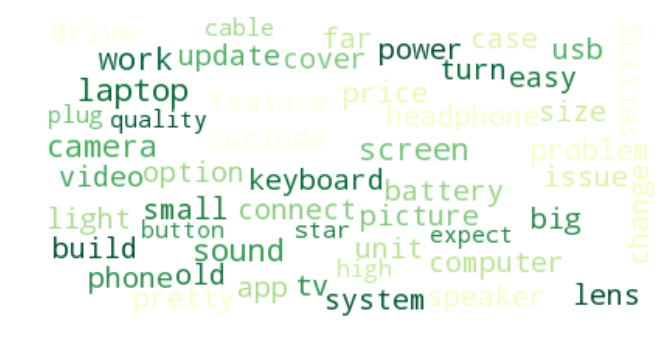 drive cable far case setting
work update cover power turn easy usb
laptop feature price
plug quality include headphone size
camera screen problem
video option keyboard battery issue
light small connect picture big change
button star expect
build sound unit computer
phone old app tv high
pretty system speaker lens